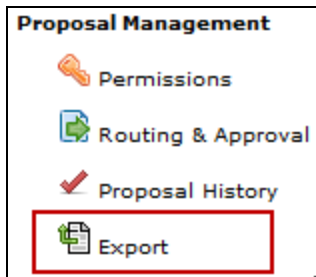 Proposal Management
Permissions
Routing & Approval
Proposal History
Export